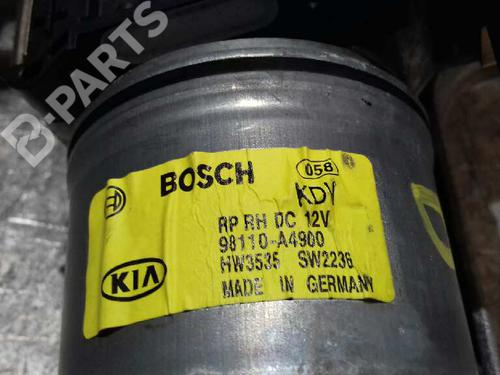 B-PARTS
BOSCH
058
KDY
RP RH DC 12V
98110-A4900
HW3535 SW2236
KIA
MADE IN GERMANY